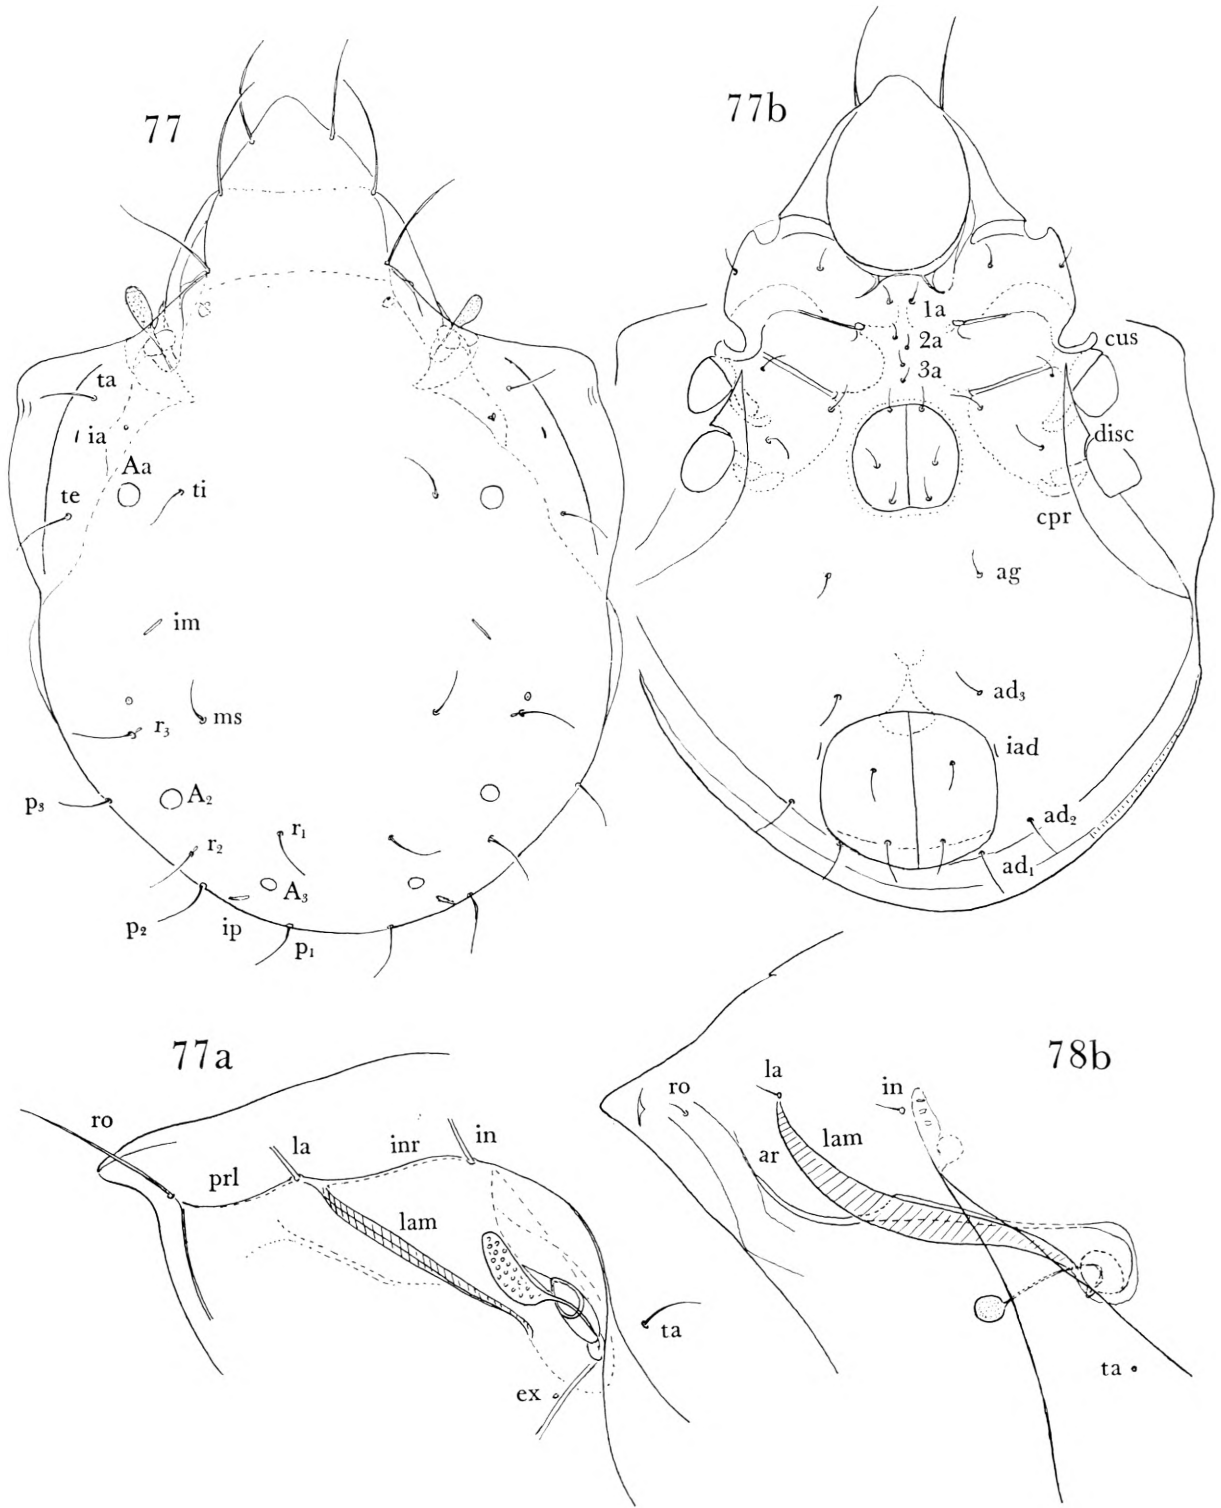 77
77b
1a
2a
cus
3a
ta
disc
ia
Aa
te
ti
cpr
ag
im
ad₃
r₃
ms
iad
p₃
A₂
r₁
ad₂
r₂
ad₁
A₃
p₂
ip
p₁
77a
78b
ro
la
inr
in
prl
lam
ta
ex
la
ro
in
lam
ar
ta